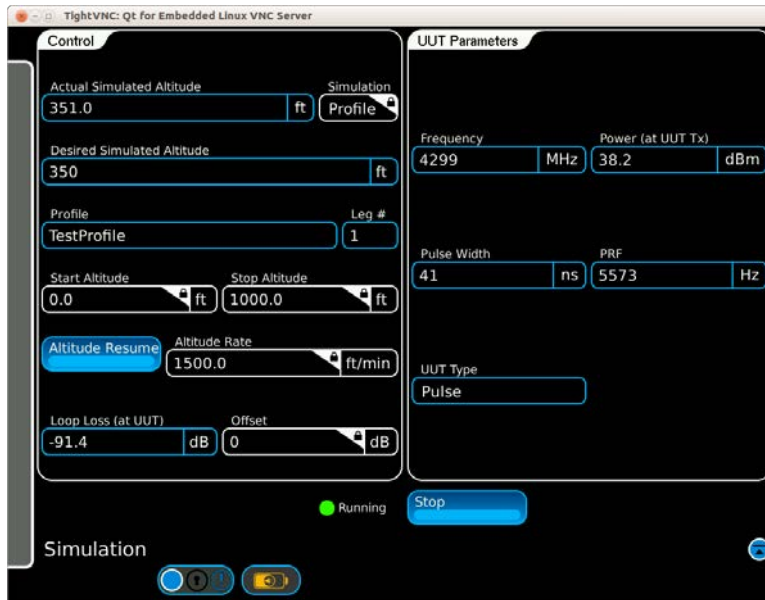 TightVNC: Qt for Embedded Linux VNC Server
Control
Actual Simulated Altitude Simulation
351.0 ft Profile
Desired Simulated Altitude
350 ft
Profile Leg #
TestProfile 1
Start Altitude Stop Altitude
0.0 ft 1000.0 ft
Altitude Resume
Altitude Rate
1500.0 ft/min
Loop Loss (at UUT) Offset
-91.4 dB 0 dB
UUT Parameters
Frequency Power (at UUT Tx)
4299 MHz 38.2 dBm
Pulse Width PRF
41 ns 5573 Hz
UUT Type
Pulse
Running Stop
Simulation